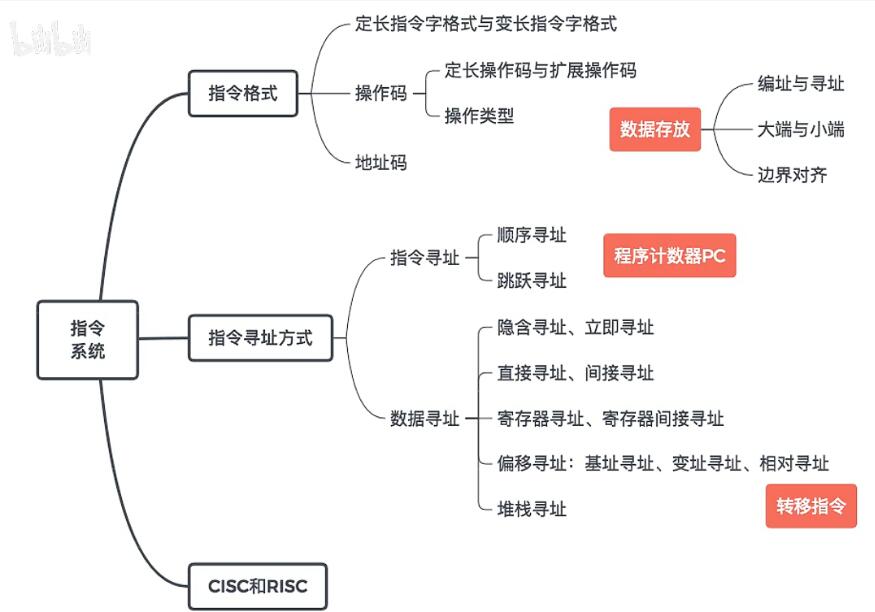 bilibili
定长指令字格式与变长指令字格式
指令格式
操作码
定长操作码与扩展操作码
操作类型
地址码
数据存放
编址与寻址
大端与小端
边界对齐
指令
系统
指令寻址方式
指令寻址
顺序寻址
跳跃寻址
程序计数器PC
数据寻址
隐含寻址、立即寻址
直接寻址、间接寻址
寄存器寻址、寄存器间接寻址
偏移寻址：基址寻址、变址寻址、相对寻址
堆栈寻址
转移指令
CISC和RISC